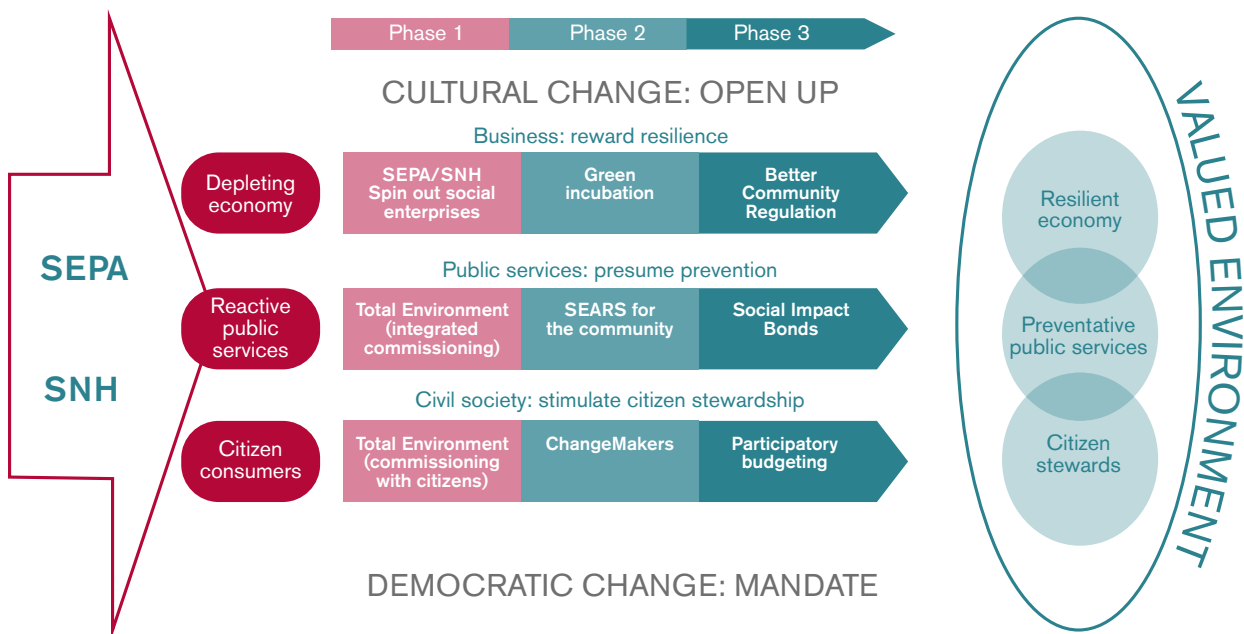 Phase 1
Phase 2
Phase 3
CULTURAL CHANGE: OPEN UP
SEPA
SNH
Business: reward resilience
Depleting
economy
SEPA/SNH
Spin out social
enterprises
Green
incubation
Better
Community
Regulation
Public services: presume prevention
Reactive
public
services
Total Environment
(integrated
commissioning)
SEARS for
the community
Social Impact
Bonds
Civil society: stimulate citizen stewardship
Citizen
consumers
Total Environment
(commissioning
with citizens)
ChangeMakers
Participatory
budgeting
DEMOCRATIC CHANGE: MANDATE
Resilient
economy
Preventative
public services
Citizen
stewards
VALUED ENVIRONMENT